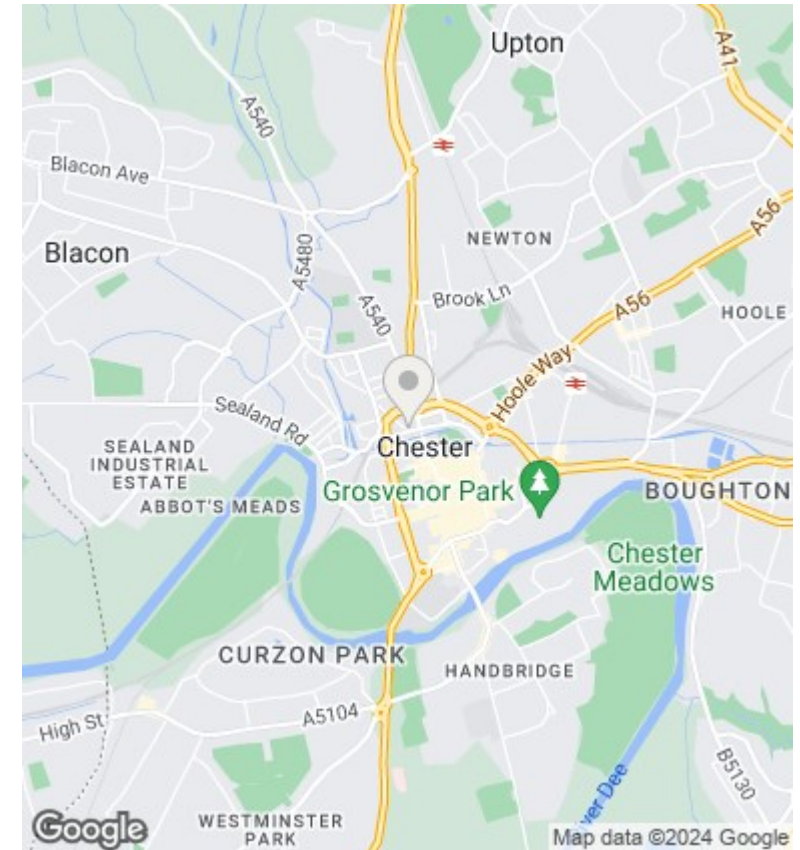 Upton
A41
A540
Blacon Ave
A56
NEWTON
Blacon
A5480
Brook Ln
A540
A56
HOOLE
Hoole Way
Sealand Rd
Chester
SEALAND
INDUSTRIAL
ESTATE
Grosvenor Park
ABBOT'S MEADS
BOUGHTON
Chester
Meadows
CURZON PARK
HANDBRIDGE
High St
A5104
B5130
ver Dee
WESTMINSTER
PARK
Google
Map data ©2024 Google